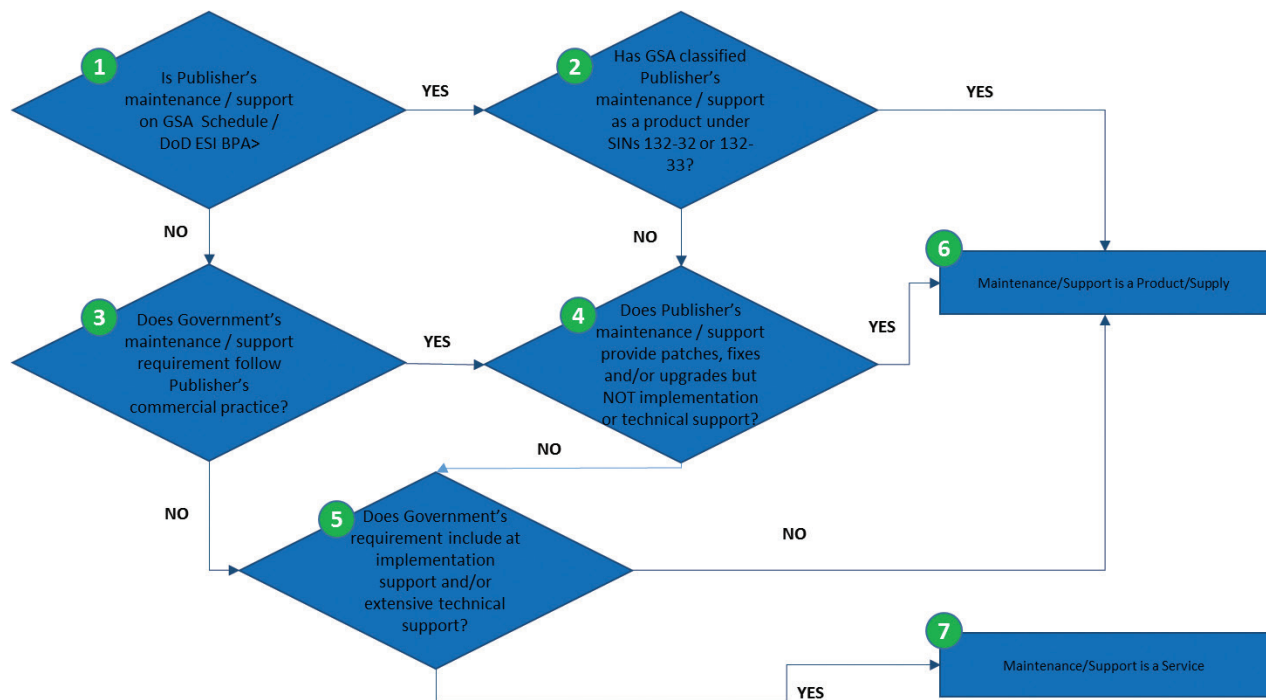 1
Is Publisher’s
maintenance / support
on GSA Schedule /
DoD ESI BPA>
YES
2
Has GSA classified
Publisher’s
maintenance / support
as a product under
SINs 132-32 or 132-
33?
YES
NO
NO
3
Does Government’s
maintenance / support
requirement follow
Publisher’s
commercial practice?
YES
4
Does Publisher’s
maintenance / support
provide patches, fixes
and/or upgrades but
NOT implementation
or technical support?
YES
6
Maintenance/Support is a Product/Supply
NO
NO
5
Does Government’s
requirement include at
implementation
support and/or
extensive technical
support?
NO
7
Maintenance/Support is a Service
YES